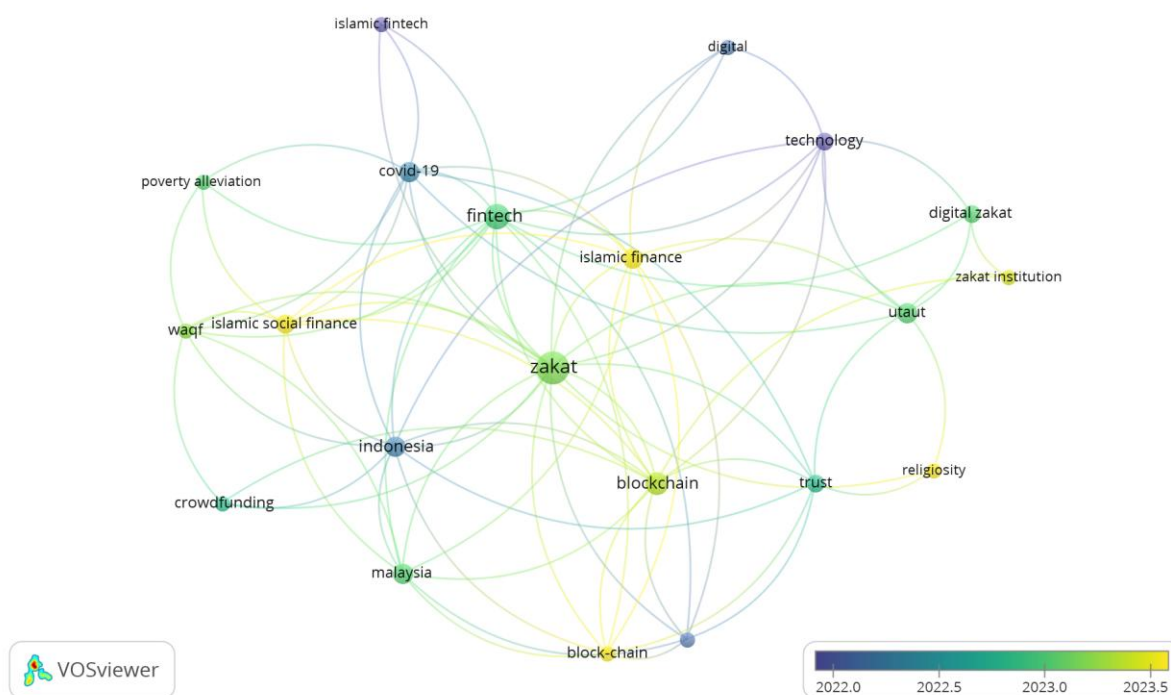 islamic fintech
digital
technology
covid-19
poverty alleviation
fintech
digital zakat
islamic finance
zakat institution
utaut
waqf
islamic social finance
zakat
indonesia
religiosity
blockchain
trust
crowdfunding
malaysia
block-chain
VOSviewer
2022.0 2022.5 2023.0 2023.5